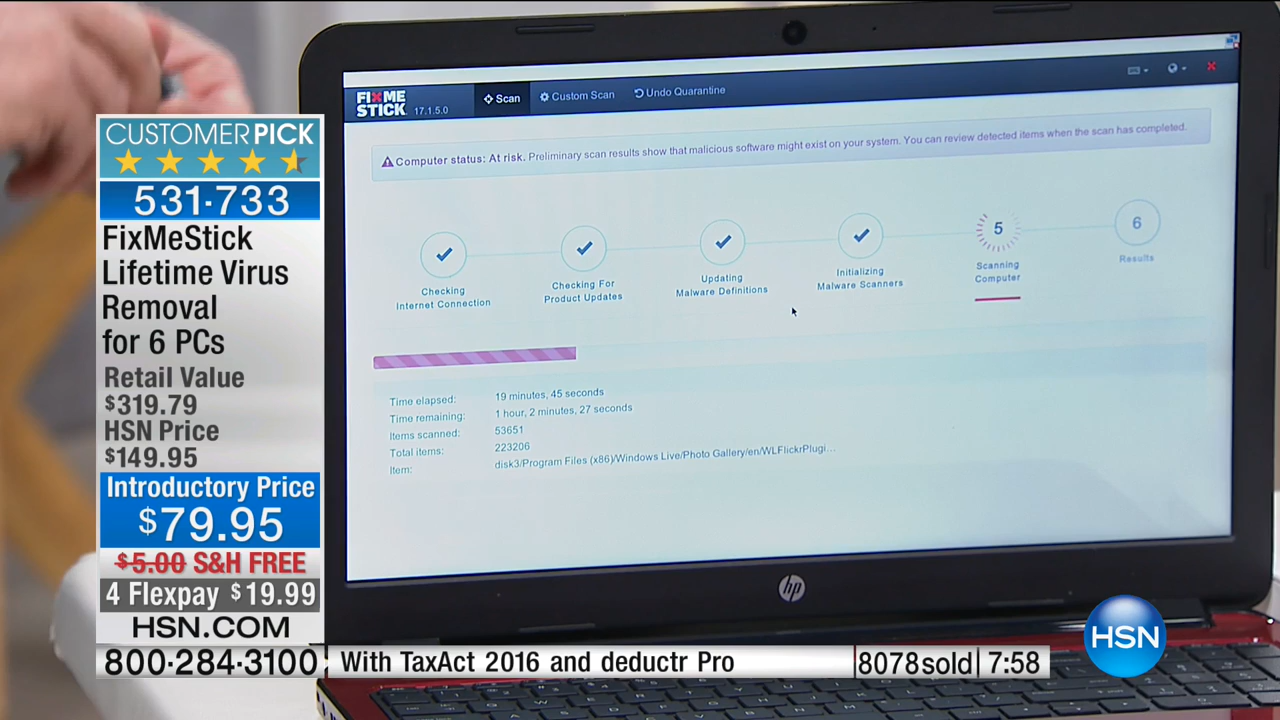 CUSTOMER PICK
531·733
FixMeStick
Lifetime Virus
Removal
for 6 PCs
Retail Value
$319.79
HSN Price
$149.95
Introductory Price
$79.95
$5.00 S&H FREE
4 Flexpay $19.99
HSN.COM
800·284·3100
With TaxAct 2016 and deductr Pro
8078sold
7:58
HSN
FIXME
STICK 17.1.5.0
Scan
Custom Scan
Undo Quarantine
Computer status: At risk. Preliminary scan results show that malicious software might exist on your system. You can review detected items when the scan has completed.
Checking
Internet Connection
Checking For
Product Updates
Updating
Malware Definitions
Initializing
Malware Scanners
5
Scanning
Computer
6
Results
Time elapsed: 19 minutes, 45 seconds
Time remaining: 1 hour, 2 minutes, 27 seconds
Items scanned: 53651
Total items: 223206
Item: disk3/Program Files (x86)/Windows Live/Photo Gallery/en/WLFlickrPlugi...
hp